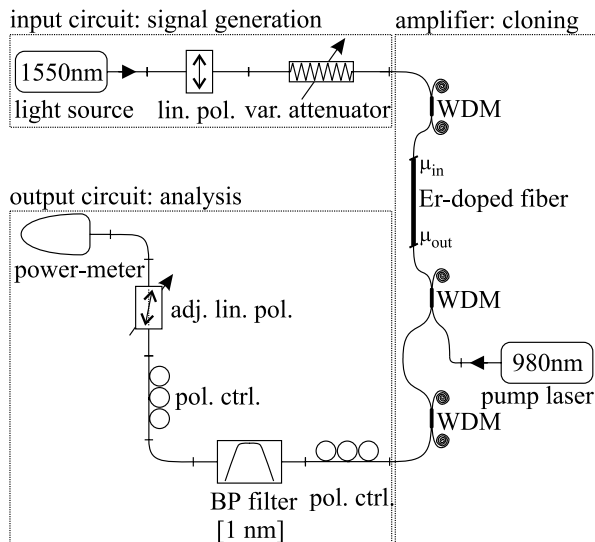 input circuit: signal generation
1550nm
light source
lin. pol.
var. attenuator
amplifier: cloning
WDM
μin
Er-doped fiber
μout
WDM
980nm
pump laser
WDM
output circuit: analysis
power-meter
adj. lin. pol.
pol. ctrl.
BP filter
[1 nm]
pol. ctrl.